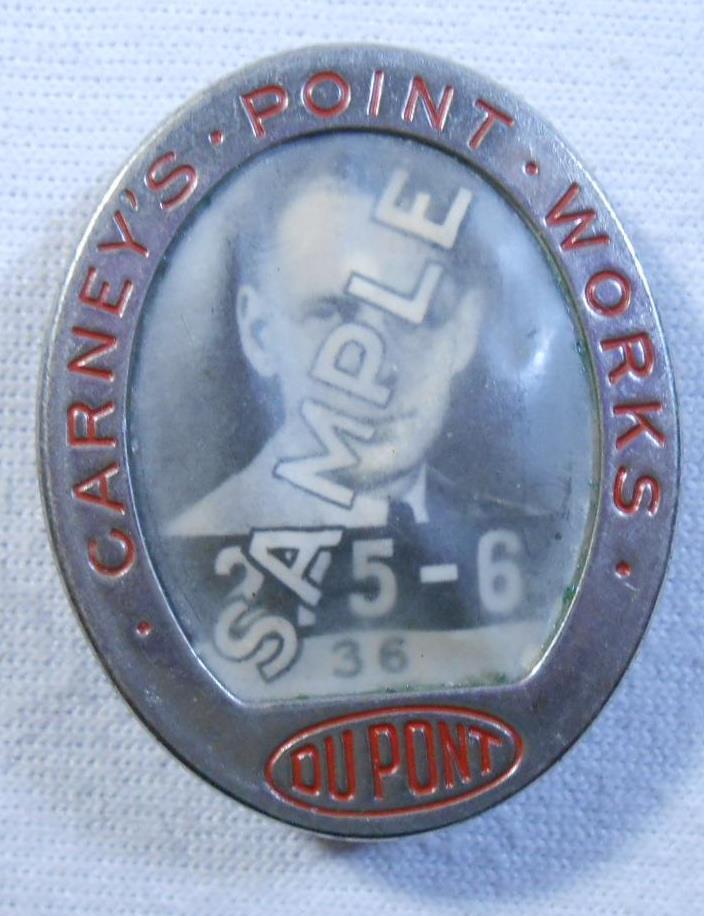 · CARNEY'S · POINT · WORKS ·
SAMPLE
5-6
36
DU PONT